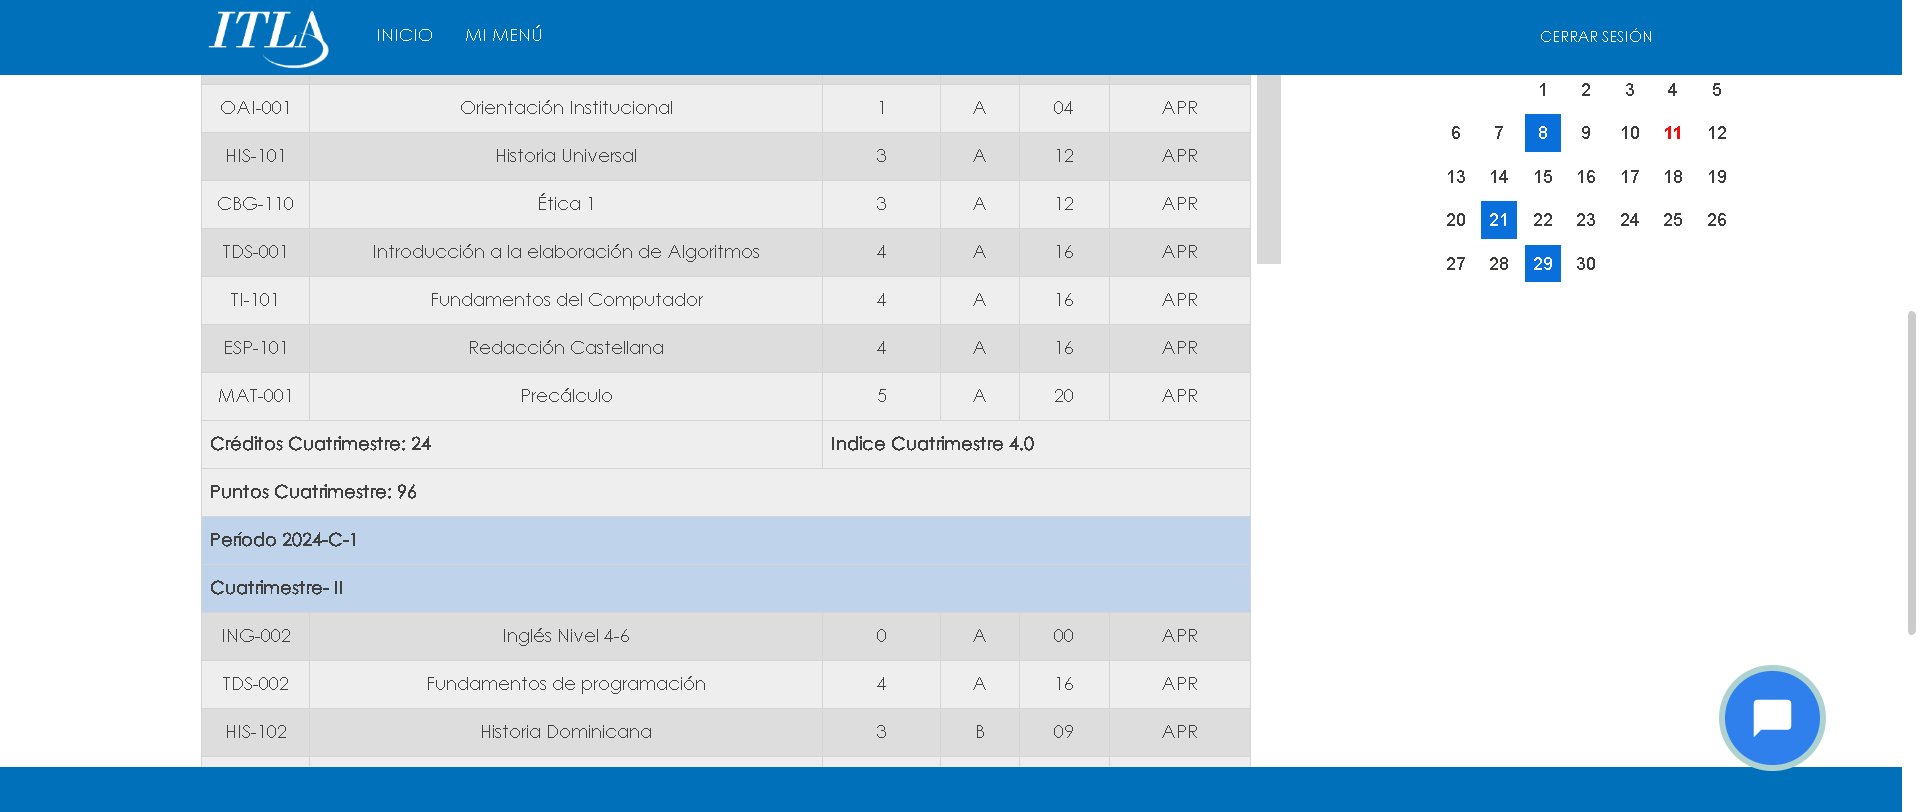 ITLA INICIO MI MENÚ CERRAR SESIÓN
OAI-001 Orientación Institucional 1 A 04 APR
HIS-101 Historia Universal 3 A 12 APR
CBG-110 Ética 1 3 A 12 APR
TDS-001 Introducción a la elaboración de Algoritmos 4 A 16 APR
TI-101 Fundamentos del Computador 4 A 16 APR
ESP-101 Redacción Castellana 4 A 16 APR
MAT-001 Precálculo 5 A 20 APR
Créditos Cuatrimestre: 24 Indice Cuatrimestre 4.0
Puntos Cuatrimestre: 96
Período 2024-C-1
Cuatrimestre- II
ING-002 Inglés Nivel 4-6 0 A 00 APR
TDS-002 Fundamentos de programación 4 A 16 APR
HIS-102 Historia Dominicana 3 B 09 APR
1 2 3 4 5
6 7 8 9 10 11 12
13 14 15 16 17 18 19
20 21 22 23 24 25 26
27 28 29 30